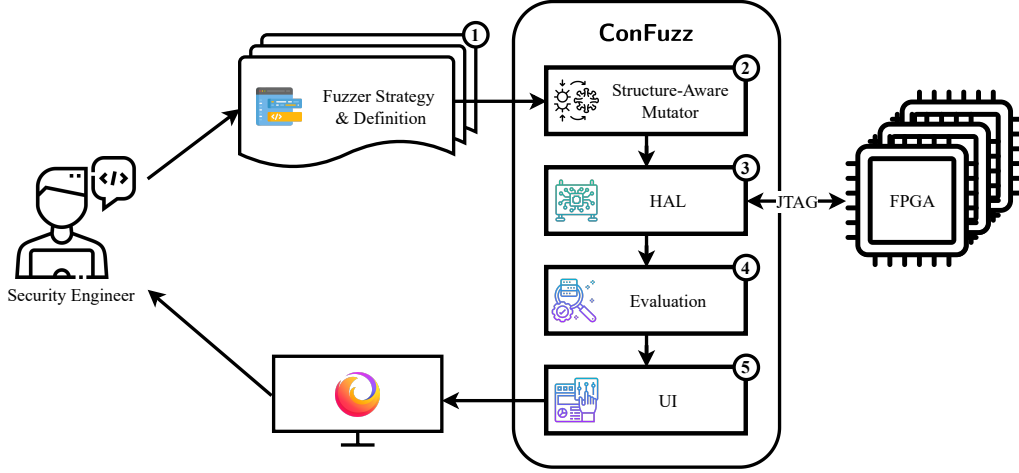 1
Fuzzer Strategy
& Definition
</>
Security Engineer
ConFuzz
2
Structure-Aware
Mutator
3
HAL
JTAG
FPGA
4
Evaluation
5
UI